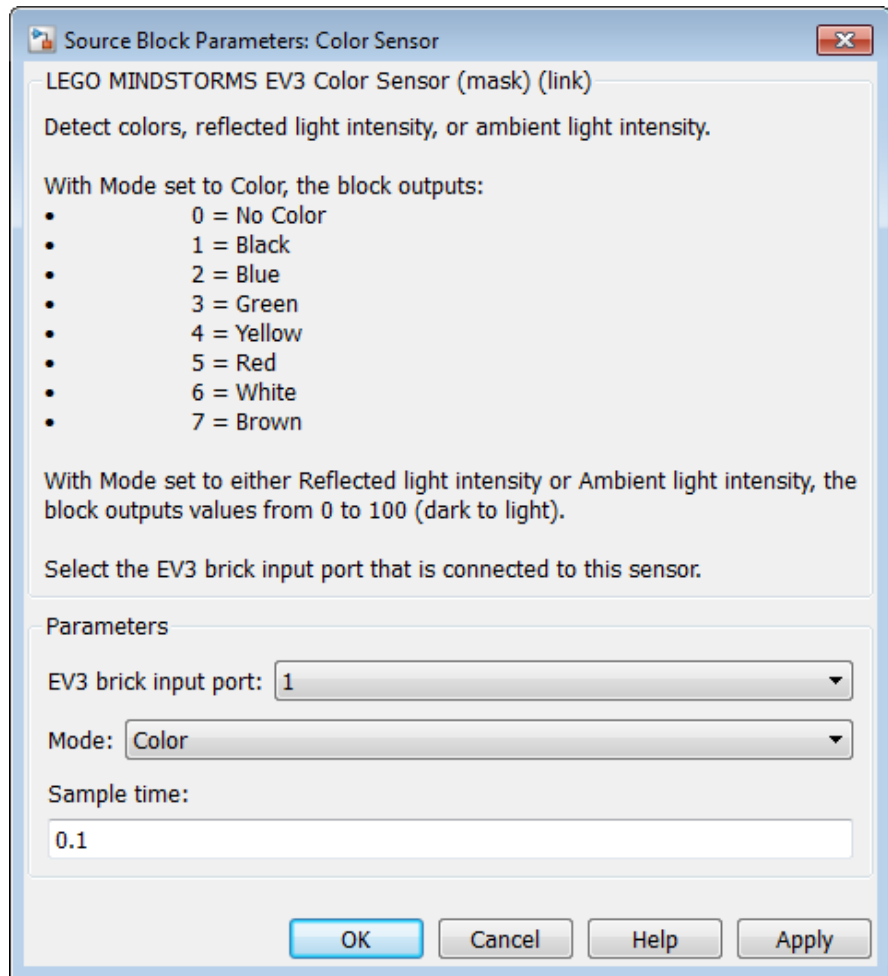 Source Block Parameters: Color Sensor
LEGO MINDSTORMS EV3 Color Sensor (mask) (link)
Detect colors, reflected light intensity, or ambient light intensity.
With Mode set to Color, the block outputs:
• 0 = No Color
• 1 = Black
• 2 = Blue
• 3 = Green
• 4 = Yellow
• 5 = Red
• 6 = White
• 7 = Brown
With Mode set to either Reflected light intensity or Ambient light intensity, the
block outputs values from 0 to 100 (dark to light).
Select the EV3 brick input port that is connected to this sensor.
Parameters
EV3 brick input port: 1
Mode: Color
Sample time:
0.1
OK Cancel Help Apply